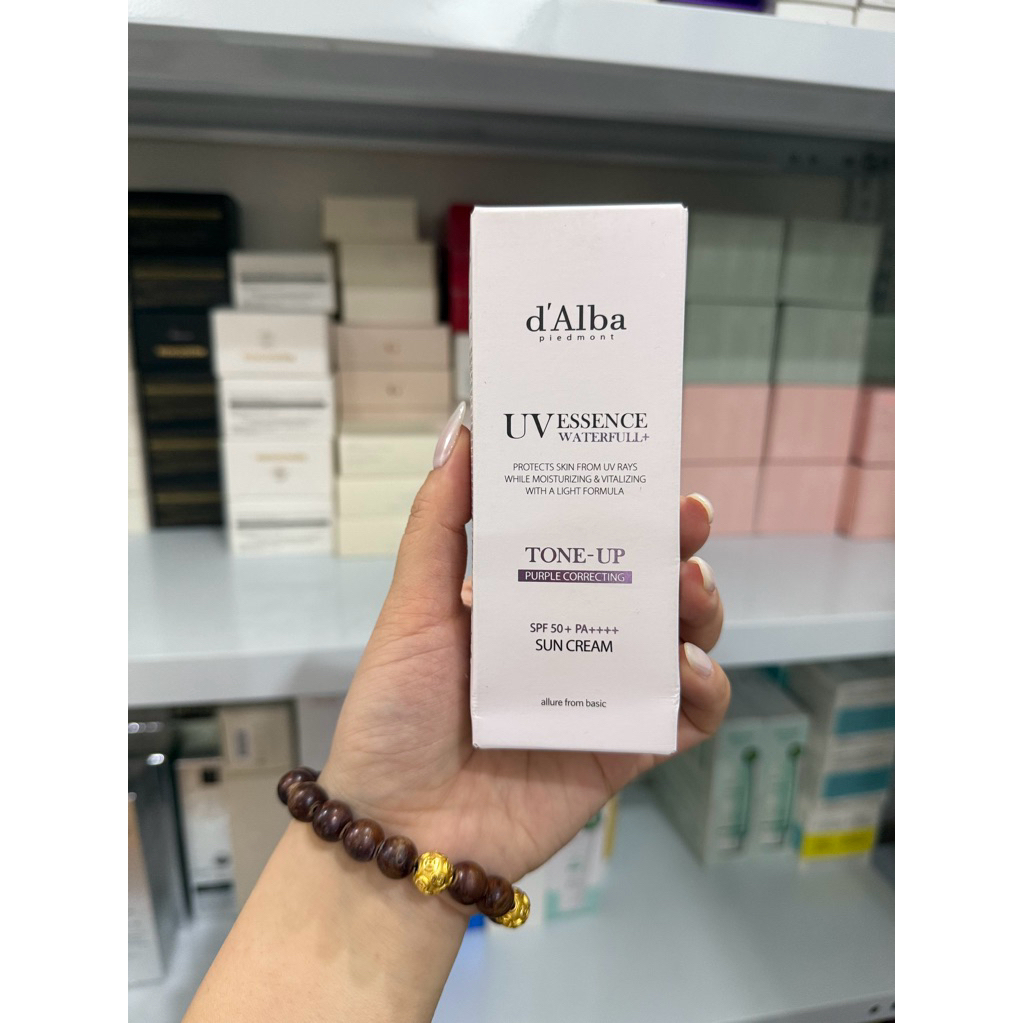 d'Alba
piedmont
UV ESSENCE
WATERFULL+
PROTECTS SKIN FROM UV RAYS
WHILE MOISTURIZING & VITALIZING
WITH A LIGHT FORMULA
TONE-UP
PURPLE CORRECTING
SPF 50+ PA++++
SUN CREAM
allure from basic